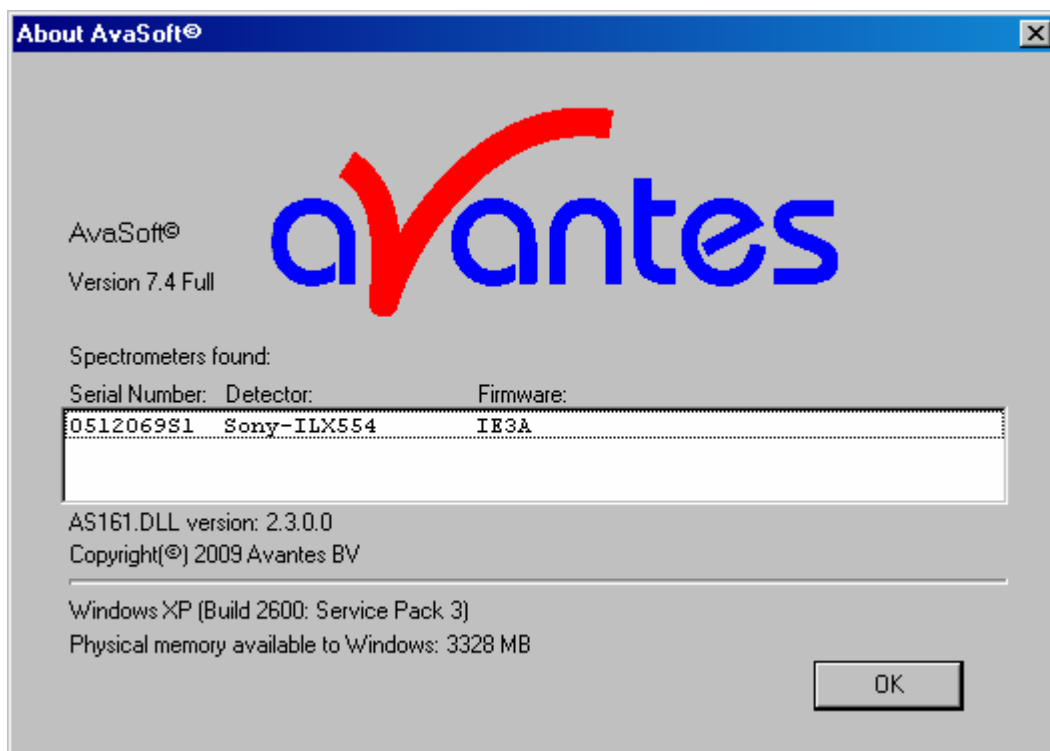 About AvaSoft©
avantes
AvaSoft©
Version 7.4 Full
Spectrometers found:
Serial Number: Detector: Firmware:
0512069S1 Sony-ILX554 IE3A
AS161.DLL version: 2.3.0.0
Copyright(©) 2009 Avantes BV
Windows XP (Build 2600: Service Pack 3)
Physical memory available to Windows: 3328 MB
OK